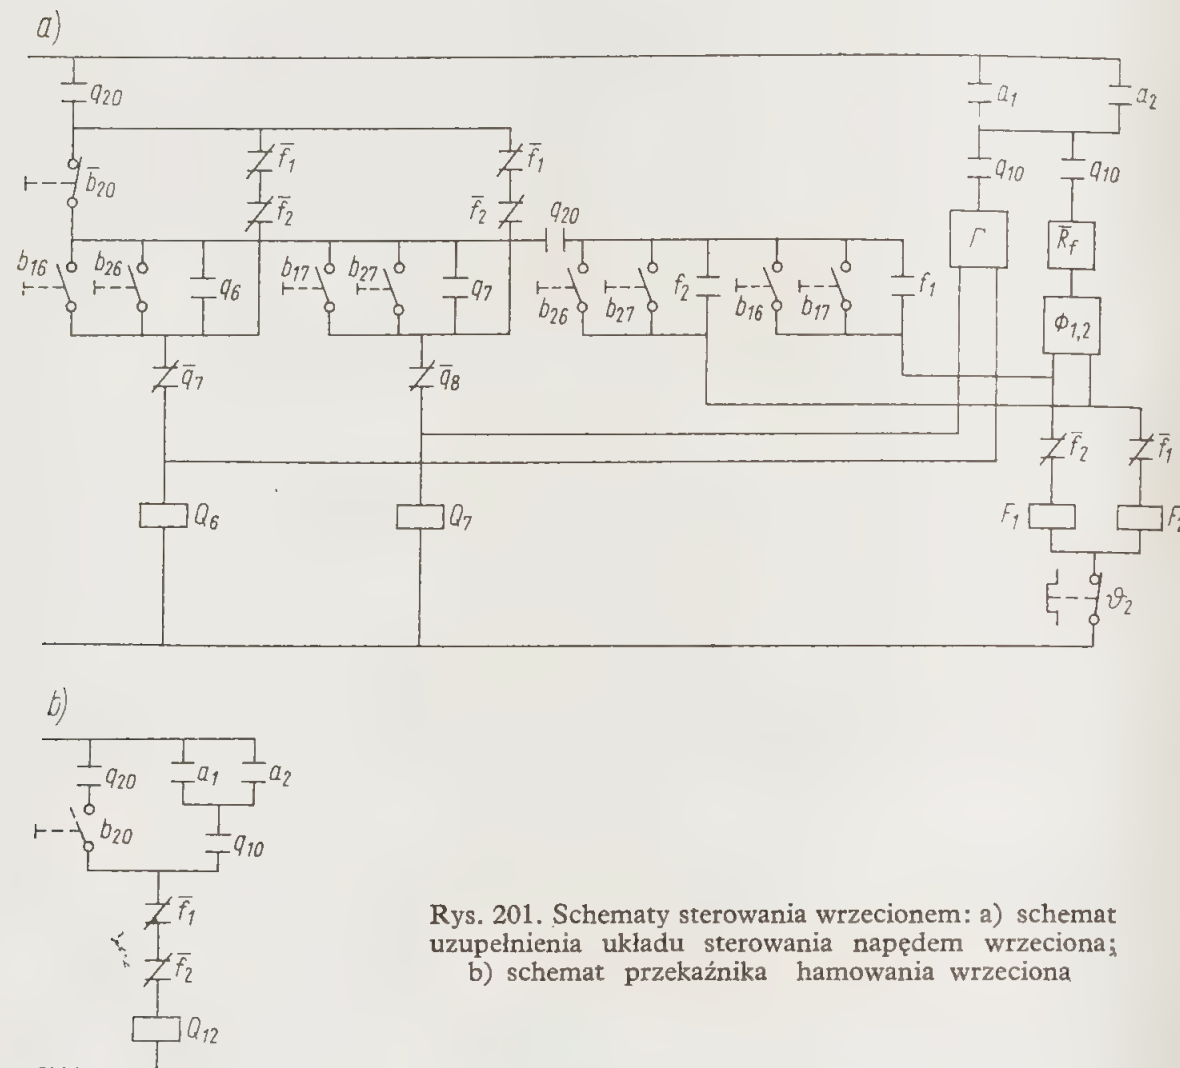 a)
q20 a1 a2
f̅1 f̅1 q10 q10
b̅20
f̅2 f̅2 q20
Γ R̅f
b16 b26 q6 b17 b27 q7 b26 b27 f2 b16 b17 f1
Φ1,2
q̅7 q̅8
f̅2 f̅1
Q6 Q7 F1
ϑ2
b)
q20 a1 a2
b20 q10
f̅1
f̅2
Q12
Rys. 201. Schematy sterowania wrzecionem: a) schemat
uzupełnienia układu sterowania napędem wrzeciona;
b) schemat przekaźnika hamowania wrzeciona